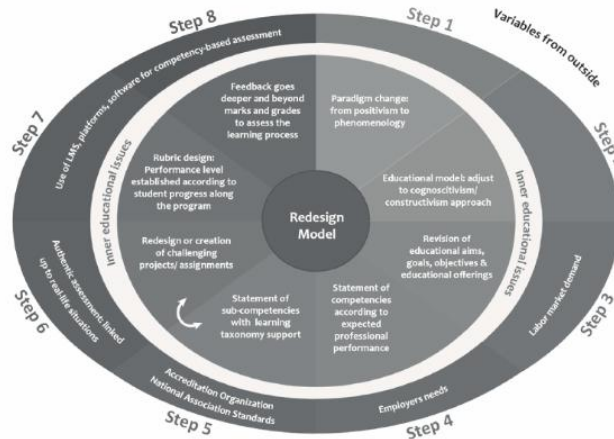 Step 8
Step 1
Variables from outside
Step
Step 3
Step 4
Step 5
Step 6
Step 7
Use of LMS, platforms, software for competency-based assessment
Labor market demand
Employers needs
Accreditation Organization
National Association Standards
Authentic assessment: linked
up to real-life situations
Inner educational issues
Inner educational issues
Paradigm change:
from positivism to
phenomenology
Educational model: adjust
to cognoscitivism/
constructivism approach
Revision of
educational aims,
goals, objectives &
educational offerings
Statement of
competencies
according to
expected
professional
performance
Statement of
sub-competencies
with learning
taxonomy support
Redesign or creation
of challenging
projects/ assignments
Rubric design:
Performance level
established according to
student progress along
the program
Feedback goes
deeper and beyond
marks and grades
to assess the
learning process
Redesign
Model